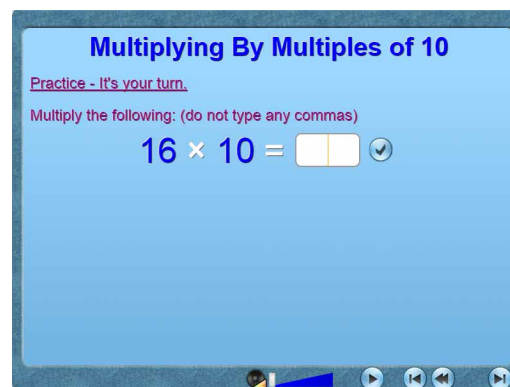 Multiplying By Multiples of 10
Practice - It's your turn.
Multiply the following: (do not type any commas)
16 × 10 =